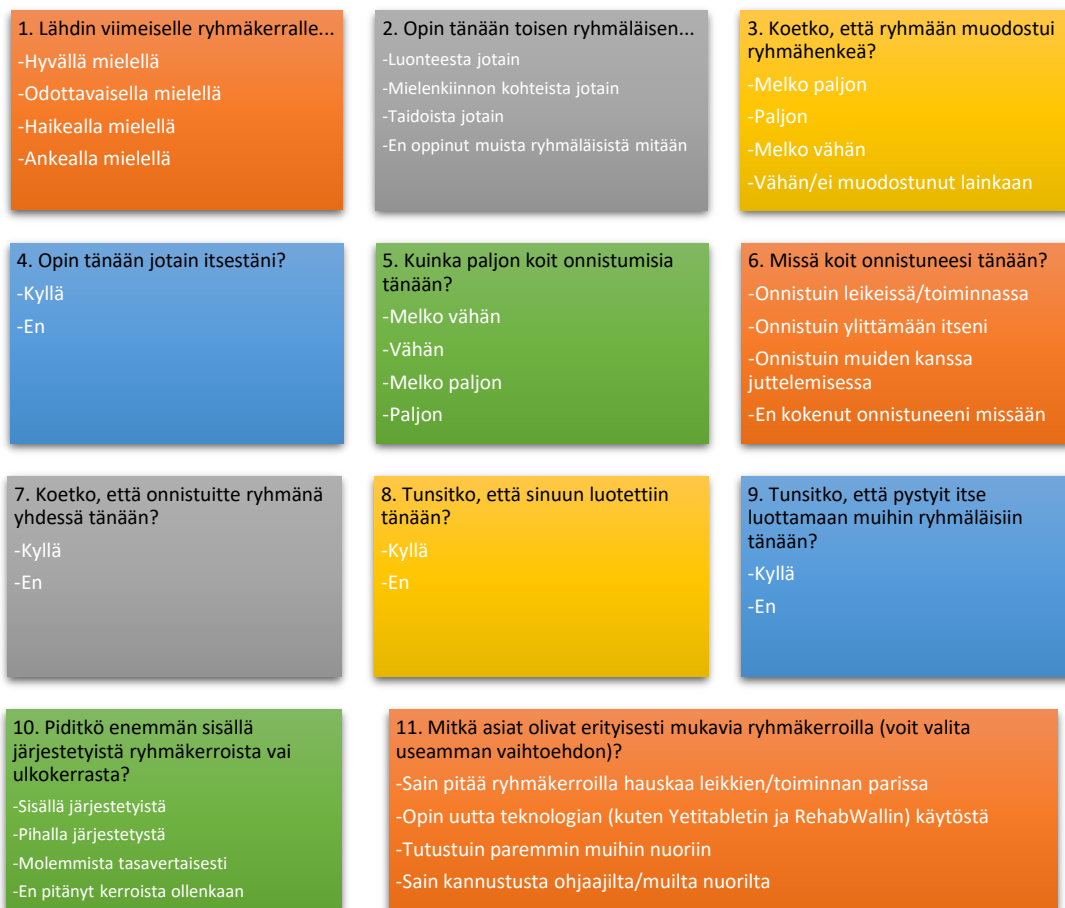 1. Lähdin viimeiselle ryhmäkerralle...
-Hyvällä mielellä
-Odottavaisella mielellä
-Haikealla mielellä
-Ankealla mielellä
2. Opin tänään toisen ryhmäläisen...
-Luonteesta jotain
-Mielenkiinnon kohteista jotain
-Taidoista jotain
-En oppinut muista ryhmäläisistä mitään
3. Koetko, että ryhmään muodostui
ryhmähenkeä?
-Melko paljon
-Paljon
-Melko vähän
-Vähän/ei muodostunut lainkaan
4. Opin tänään jotain itsestäni?
-Kyllä
-En
5. Kuinka paljon koit onnistumisia
tänään?
-Melko vähän
-Vähän
-Melko paljon
-Paljon
6. Missä koit onnistuneesi tänään?
-Onnistuin leikeissä/toiminnassa
-Onnistuin ylittämään itseni
-Onnistuin muiden kanssa
juttelemisessa
-En kokenut onnistuneeni missään
7. Koetko, että onnistuitte ryhmänä
yhdessä tänään?
-Kyllä
-En
8. Tunsitko, että sinuun luotettiin
tänään?
-Kyllä
-En
9. Tunsitko, että pystyit itse
luottamaan muihin ryhmäläisiin
tänään?
-Kyllä
-En
10. Piditkö enemmän sisällä
järjestetyistä ryhmäkerroista vai
ulkokerrasta?
-Sisällä järjestetyistä
-Pihalla järjestetystä
-Molemmista tasavertaisesti
-En pitänyt kerroista ollenkaan
11. Mitkä asiat olivat erityisesti mukavia ryhmäkerroilla (voit valita
useamman vaihtoehdon)?
-Sain pitää ryhmäkerroilla hauskaa leikkien/toiminnan parissa
-Opin uutta teknologian (kuten Yetitabletin ja RehabWallin) käytöstä
-Tutustuin paremmin muihin nuoriin
-Sain kannustusta ohjaajilta/muilta nuorilta